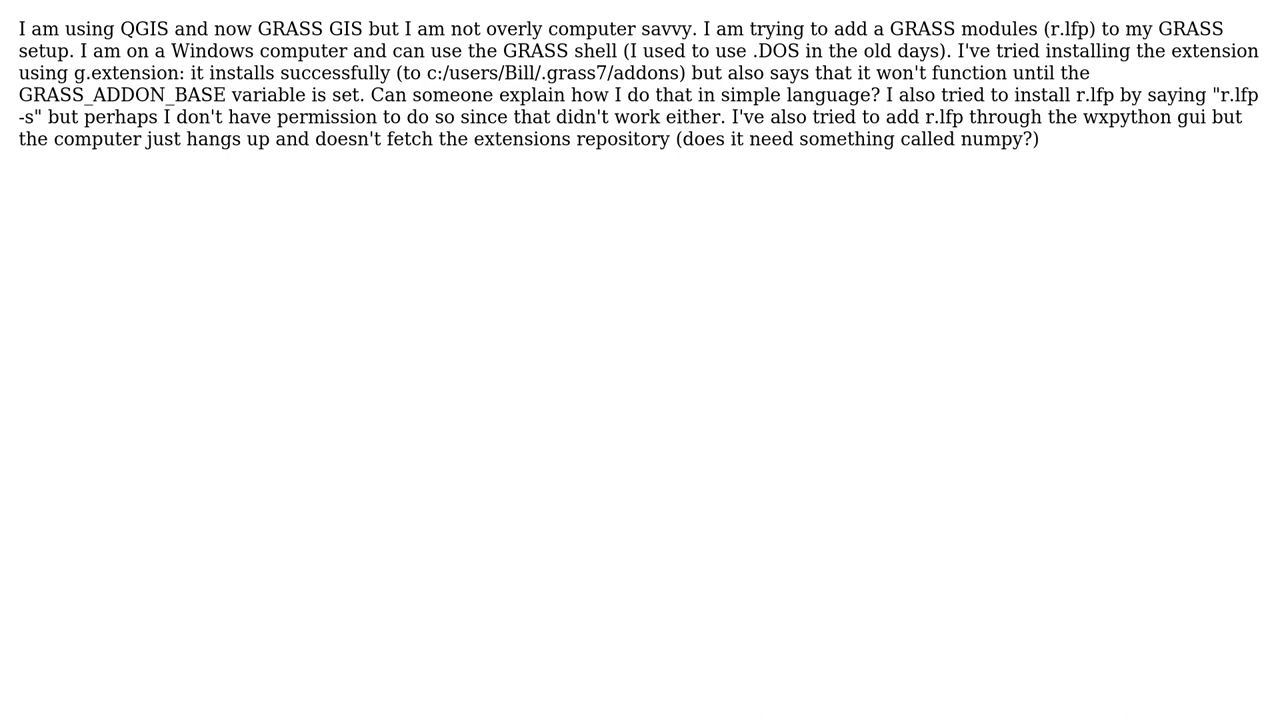 I am using QGIS and now GRASS GIS but I am not overly computer savvy. I am trying to add a GRASS modules (r.lfp) to my GRASS
setup. I am on a Windows computer and can use the GRASS shell (I used to use .DOS in the old days). I've tried installing the extension
using g.extension: it installs successfully (to c:/users/Bill/.grass7/addons) but also says that it won't function until the
GRASS_ADDON_BASE variable is set. Can someone explain how I do that in simple language? I also tried to install r.lfp by saying "r.lfp
-s" but perhaps I don't have permission to do so since that didn't work either. I've also tried to add r.lfp through the wxpython gui but
the computer just hangs up and doesn't fetch the extensions repository (does it need something called numpy?)